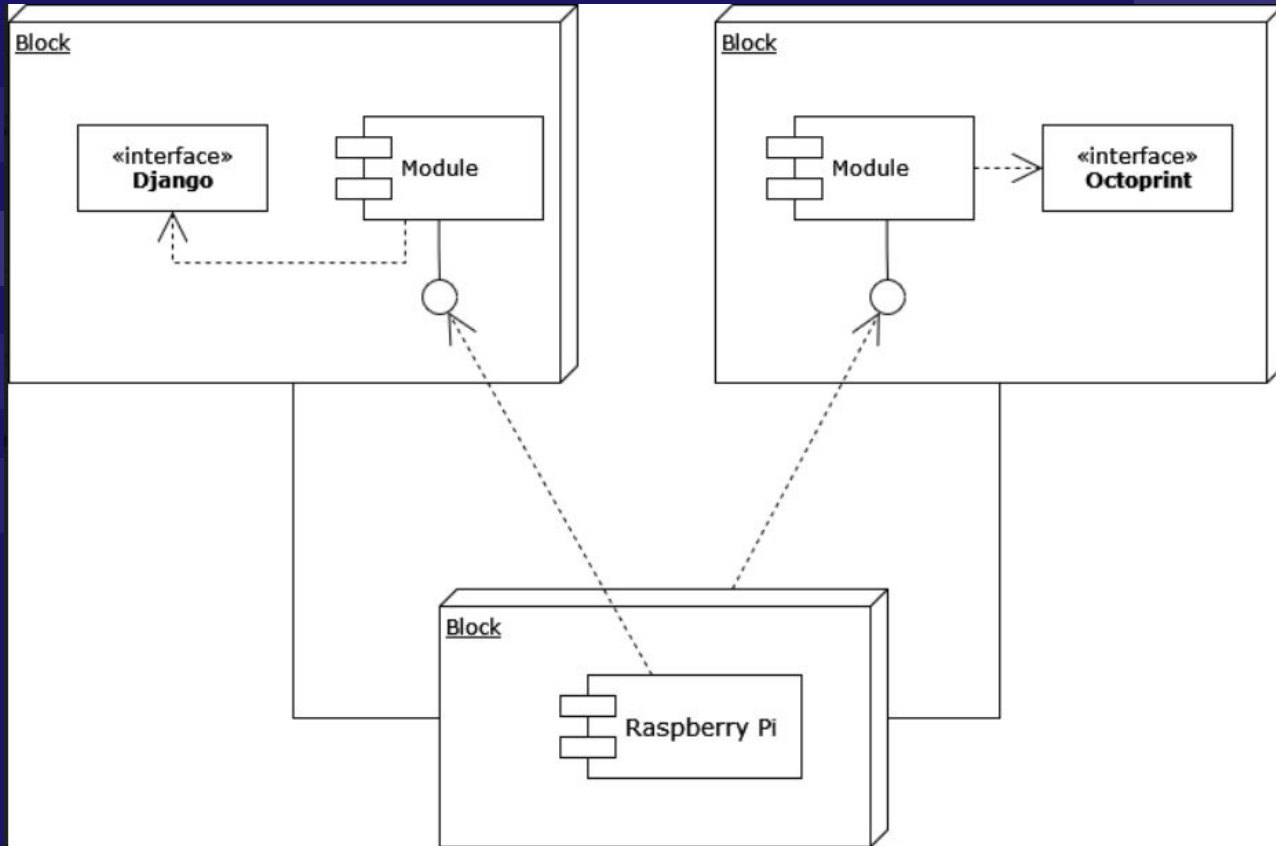 Block
«interface»
Django
Module
Block
Module
«interface»
Octoprint
Block
Raspberry Pi